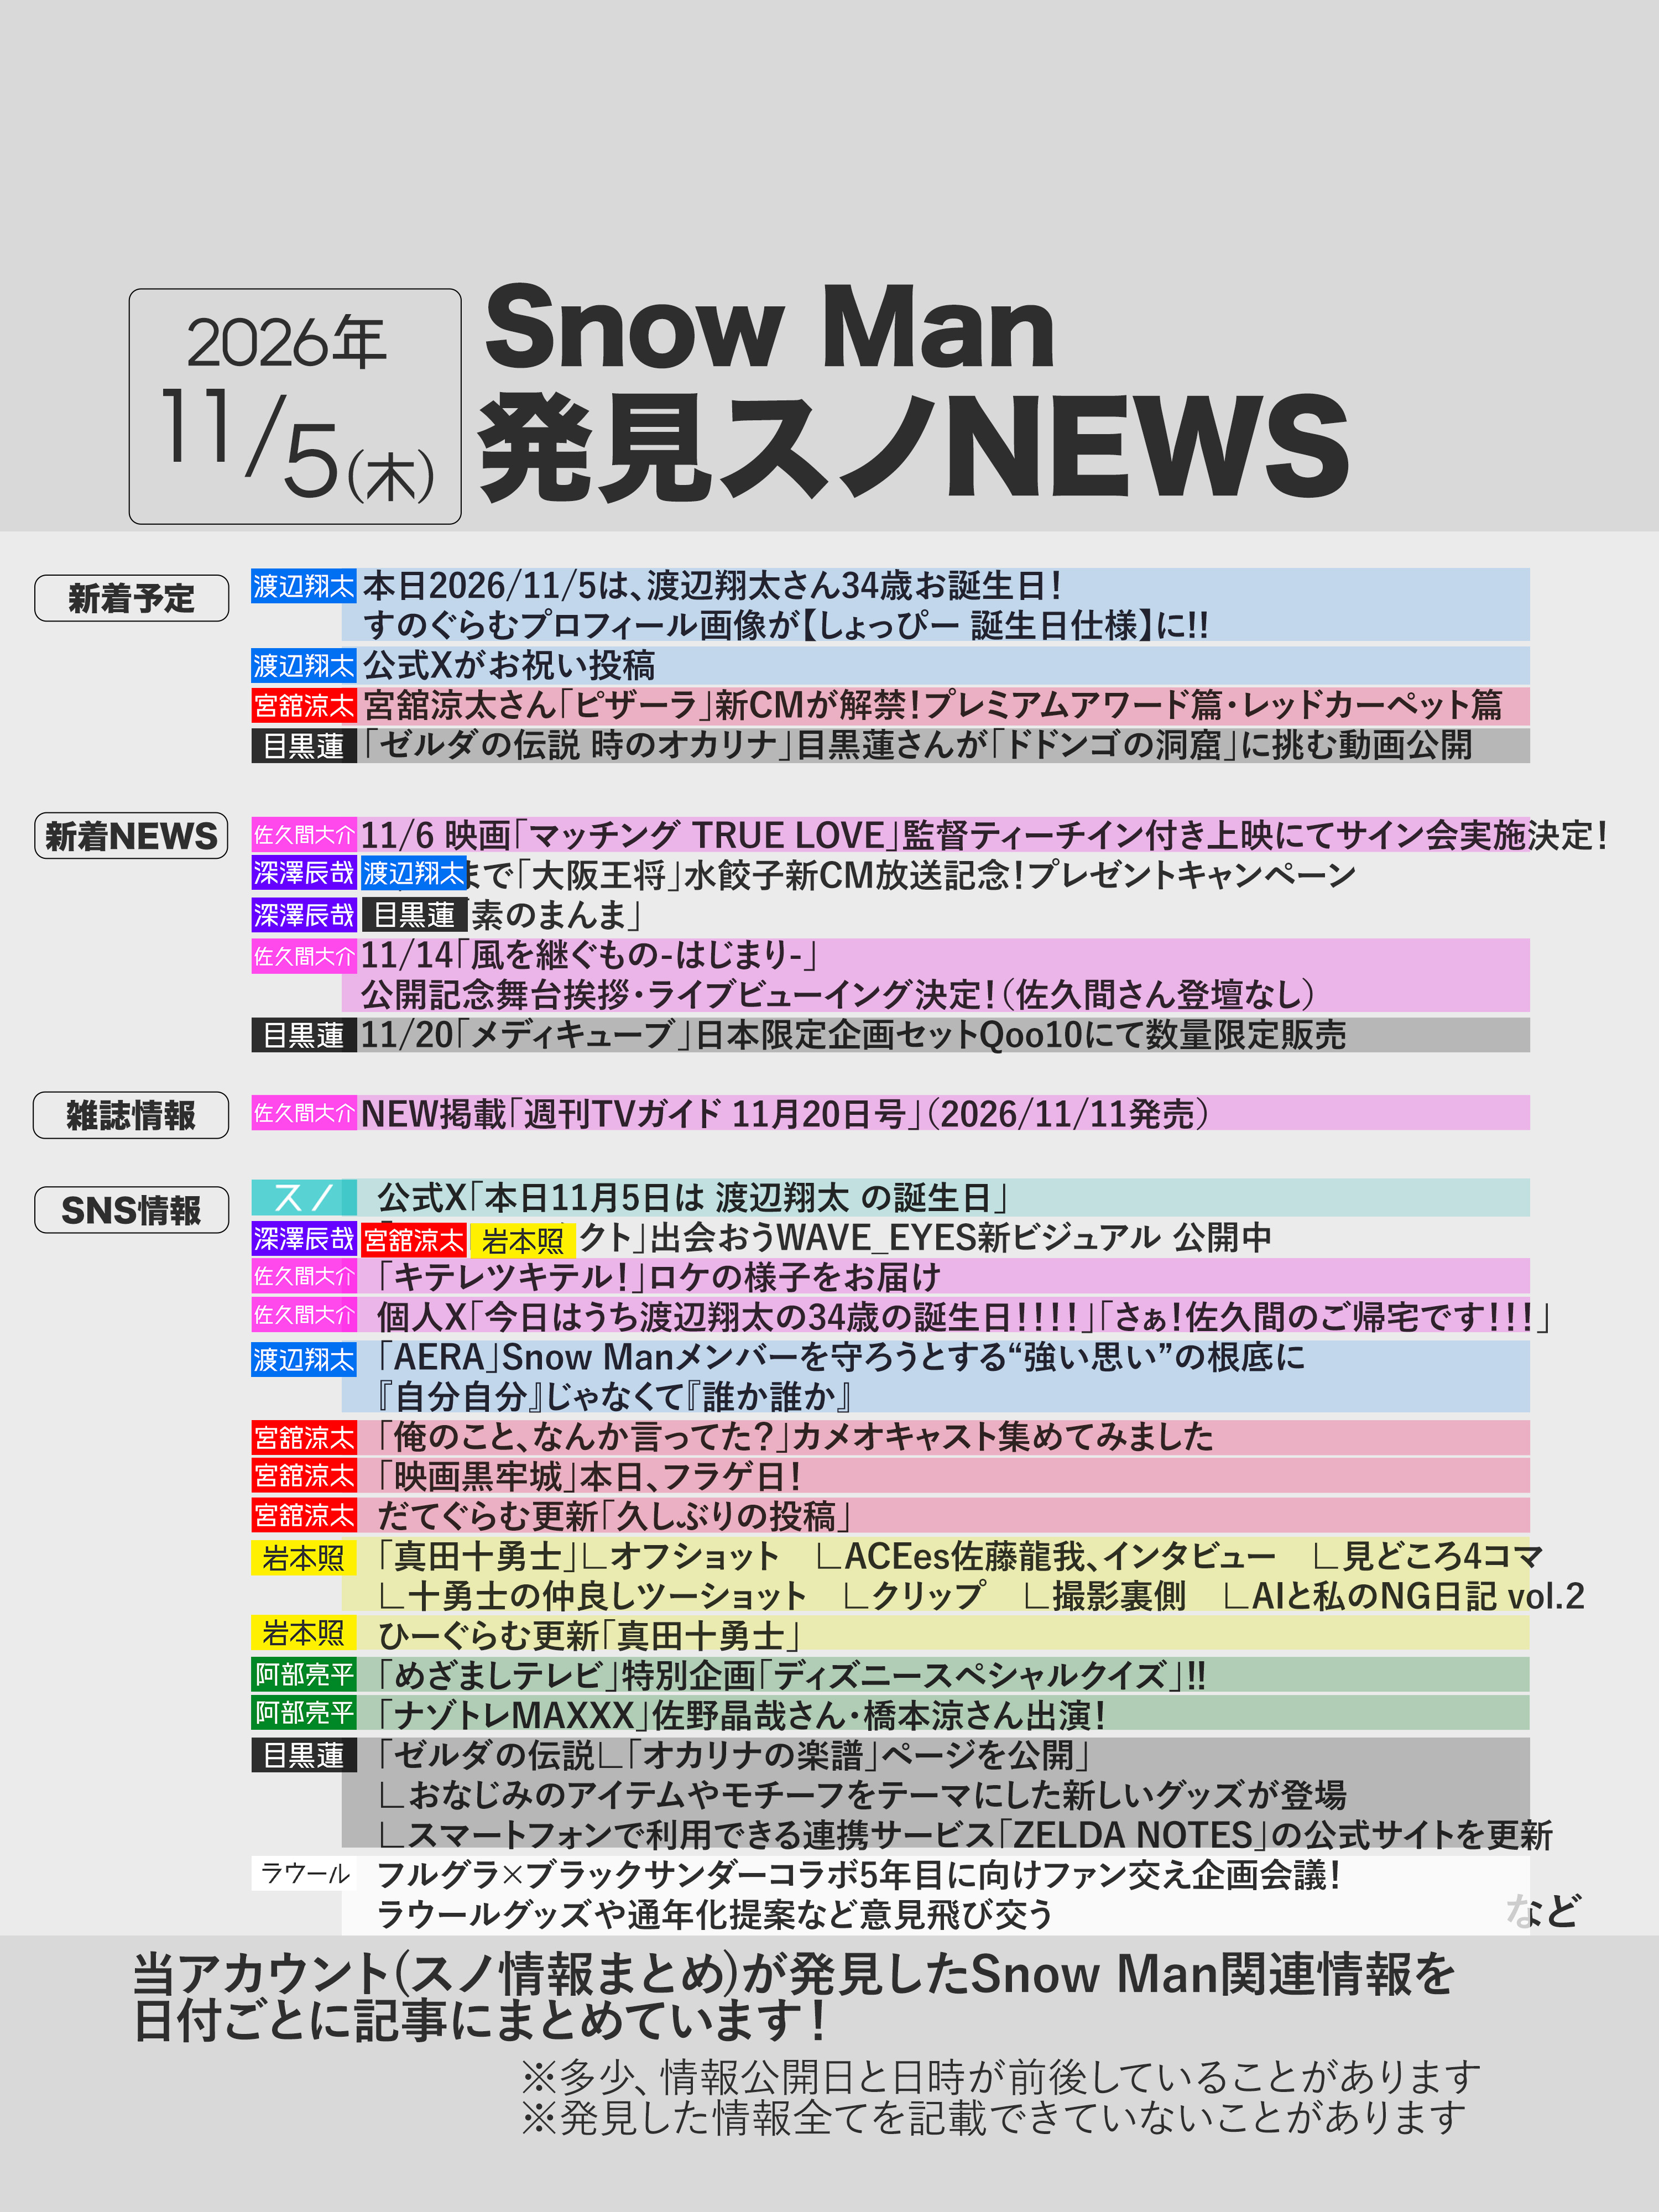 2026年
11/5(木)
Snow Man
発見スノNEWS
新着予定
渡辺翔太 本日2026/11/5は、渡辺翔太さん34歳お誕生日！
すのぐらむプロフィール画像が【しょっぴー 誕生日仕様】に!!
渡辺翔太 公式Xがお祝い投稿
宮舘涼太 宮舘涼太さん「ピザーラ」新CMが解禁！プレミアムアワード篇・レッドカーペット篇
目黒蓮 「ゼルダの伝説 時のオカリナ」目黒蓮さんが「ドドンゴの洞窟」に挑む動画公開
新着NEWS
佐久間大介 11/6 映画「マッチング TRUE LOVE」監督ティーチイン付き上映にてサイン会実施決定！
深澤辰哉 渡辺翔太 まで「大阪王将」水餃子新CM放送記念！プレゼントキャンペーン
深澤辰哉 目黒蓮 素のまんま」
佐久間大介 11/14「風を継ぐもの-はじまり-」
公開記念舞台挨拶・ライブビューイング決定！（佐久間さん登壇なし）
目黒蓮 11/20「メディキューブ」日本限定企画セットQoo10にて数量限定販売
雑誌情報
佐久間大介 NEW掲載「週刊TVガイド 11月20日号」（2026/11/11発売）
SNS情報
スノ 公式X「本日11月5日は 渡辺翔太 の誕生日」
深澤辰哉 宮舘涼太 岩本照 クト」出会おうWAVE_EYES新ビジュアル 公開中
佐久間大介 「キテレツキテル！」ロケの様子をお届け
佐久間大介 個人X「今日はうち渡辺翔太の34歳の誕生日！！！！」「さぁ！佐久間のご帰宅です！！！」
渡辺翔太 「AERA」Snow Manメンバーを守ろうとする“強い思い”の根底に
『自分自分』じゃなくて『誰か誰か』
宮舘涼太 「俺のこと、なんか言ってた？」カメオキャスト集めてみました
宮舘涼太 「映画黒牢城」本日、フラゲ日！
宮舘涼太 だてぐらむ更新「久しぶりの投稿」
岩本照 「真田十勇士」∟オフショット　∟ACEes佐藤龍我、インタビュー　∟見どころ4コマ
∟十勇士の仲良しツーショット　∟クリップ　∟撮影裏側　∟AIと私のNG日記 vol.2
岩本照 ひーぐらむ更新「真田十勇士」
阿部亮平 「めざましテレビ」特別企画「ディズニースペシャルクイズ」!!
阿部亮平 「ナゾトレMAXXX」佐野晶哉さん・橋本涼さん出演！
目黒蓮 「ゼルダの伝説∟「オカリナの楽譜」ページを公開」
∟おなじみのアイテムやモチーフをテーマにした新しいグッズが登場
∟スマートフォンで利用できる連携サービス「ZELDA NOTES」の公式サイトを更新
ラウール フルグラ×ブラックサンダーコラボ5年目に向けファン交え企画会議！
ラウールグッズや通年化提案など意見飛び交う
など
当アカウント(スノ情報まとめ)が発見したSnow Man関連情報を
日付ごとに記事にまとめています！
※多少、情報公開日と日時が前後していることがあります
※発見した情報全てを記載できていないことがあります